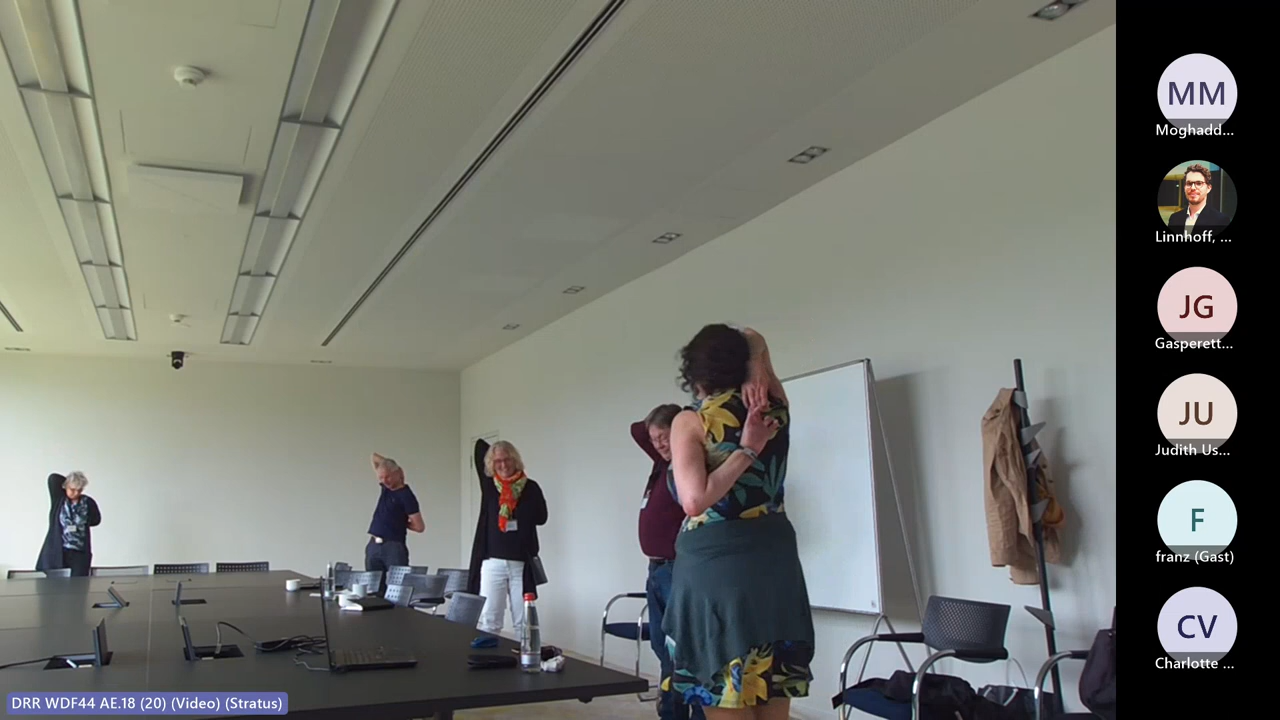 MM
Moghadd...
Linnhoff, ...
JG
Gasperett...
JU
Judith Us...
F
franz (Gast)
CV
Charlotte ...
DRR WDF44 AE.18 (20) (Video) (Stratus)